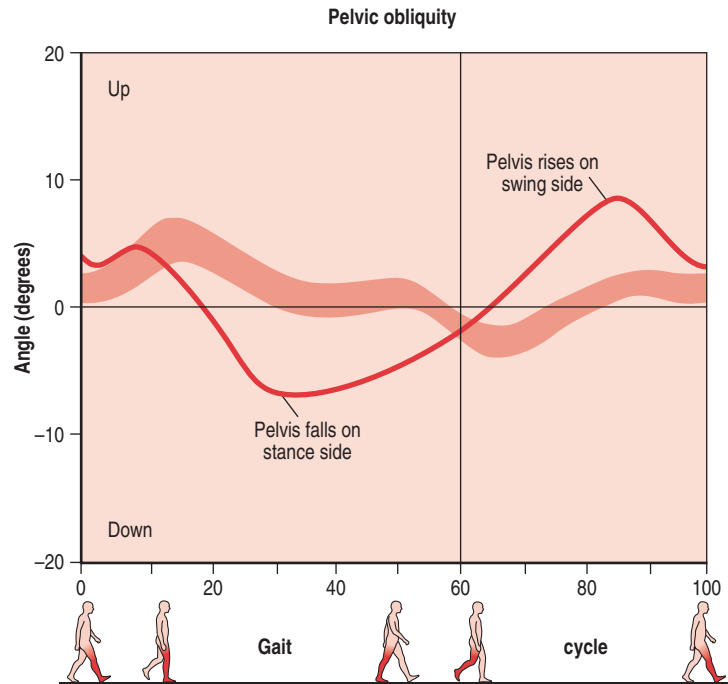 Pelvic obliquity
20
Up
Pelvis rises on
swing side
10
Angle (degrees)
0
Pelvis falls on
stance side
–10
Down
–20
0
20
40
60
80
100
Gait
cycle